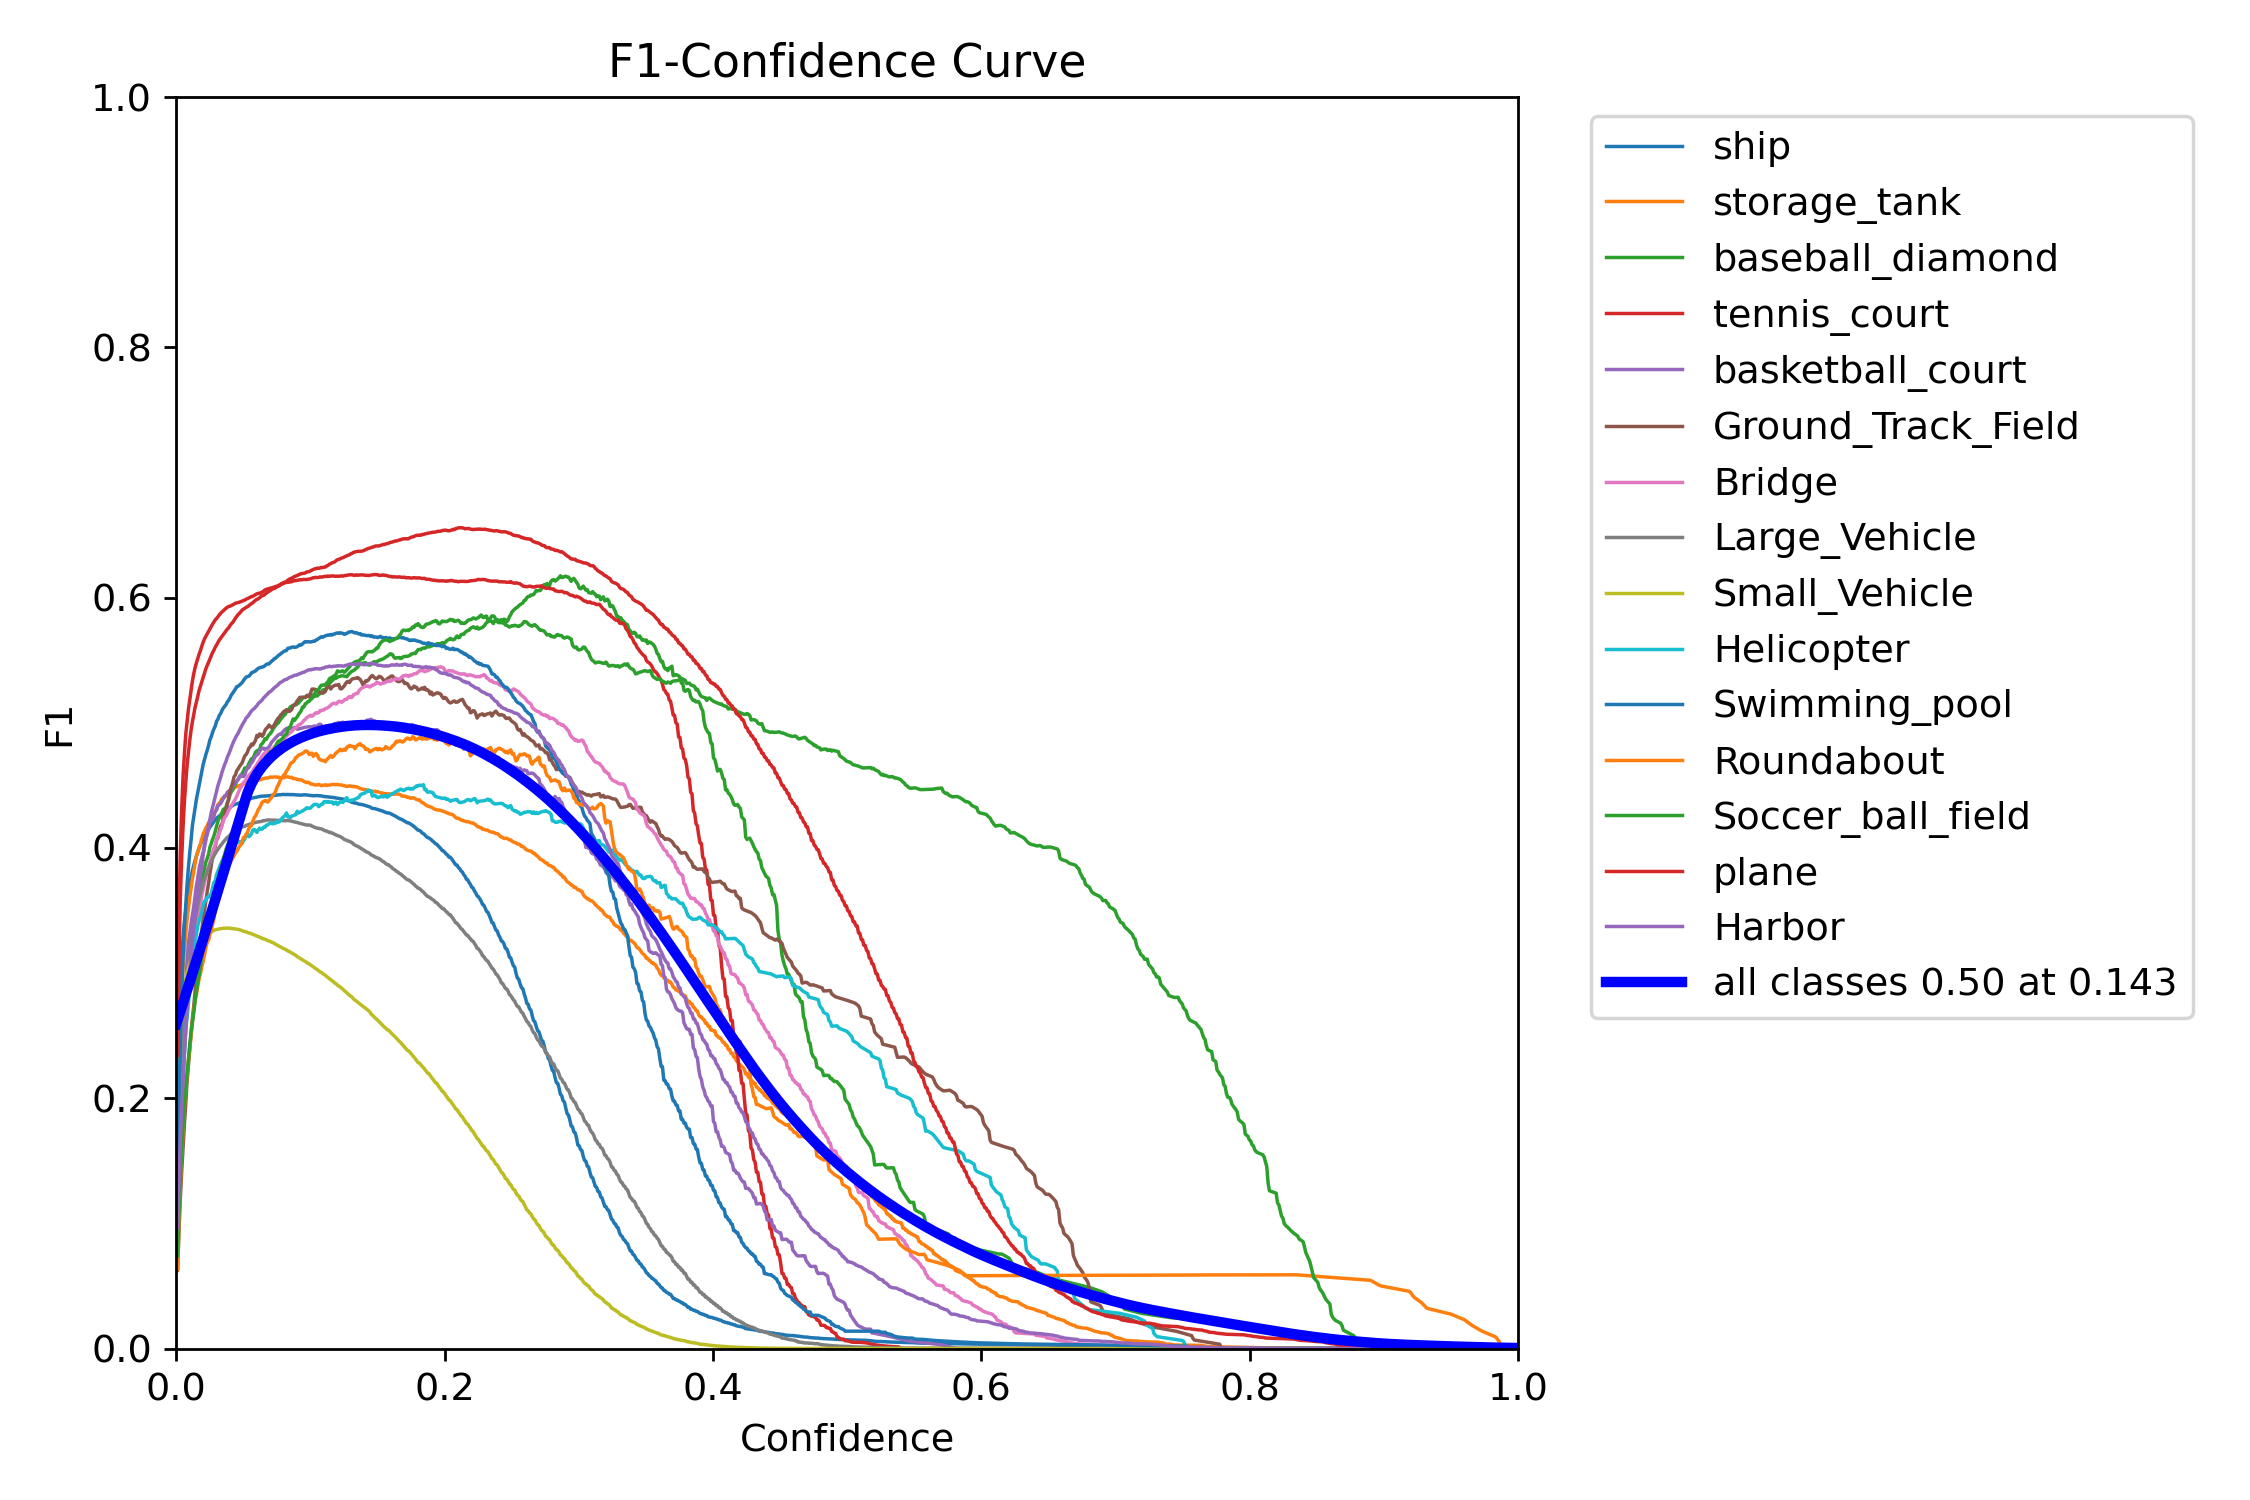 F1-Confidence Curve
1.0
0.8
0.6
0.4
0.2
0.0
F1
0.0 0.2 0.4 0.6 0.8 1.0
Confidence
ship
storage_tank
baseball_diamond
tennis_court
basketball_court
Ground_Track_Field
Bridge
Large_Vehicle
Small_Vehicle
Helicopter
Swimming_pool
Roundabout
Soccer_ball_field
plane
Harbor
all classes 0.50 at 0.143